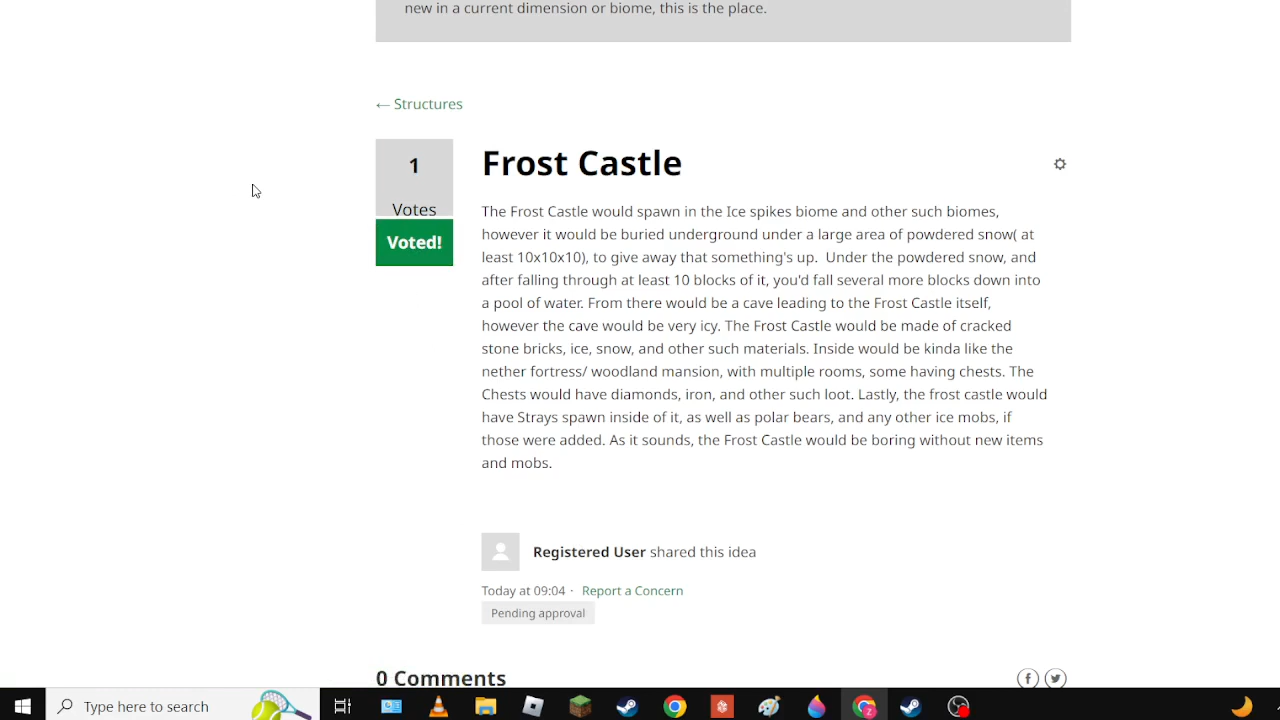 new in a current dimension or biome, this is the place.
← Structures
1
Votes
Voted!
Frost Castle
The Frost Castle would spawn in the Ice spikes biome and other such biomes,
however it would be buried underground under a large area of powdered snow( at
least 10x10x10), to give away that something's up.  Under the powdered snow, and
after falling through at least 10 blocks of it, you'd fall several more blocks down into
a pool of water. From there would be a cave leading to the Frost Castle itself,
however the cave would be very icy. The Frost Castle would be made of cracked
stone bricks, ice, snow, and other such materials. Inside would be kinda like the
nether fortress/ woodland mansion, with multiple rooms, some having chests. The
Chests would have diamonds, iron, and other such loot. Lastly, the frost castle would
have Strays spawn inside of it, as well as polar bears, and any other ice mobs, if
those were added. As it sounds, the Frost Castle would be boring without new items
and mobs.
Registered User shared this idea
Today at 09:04 · Report a Concern
Pending approval
0 Comments
Type here to search